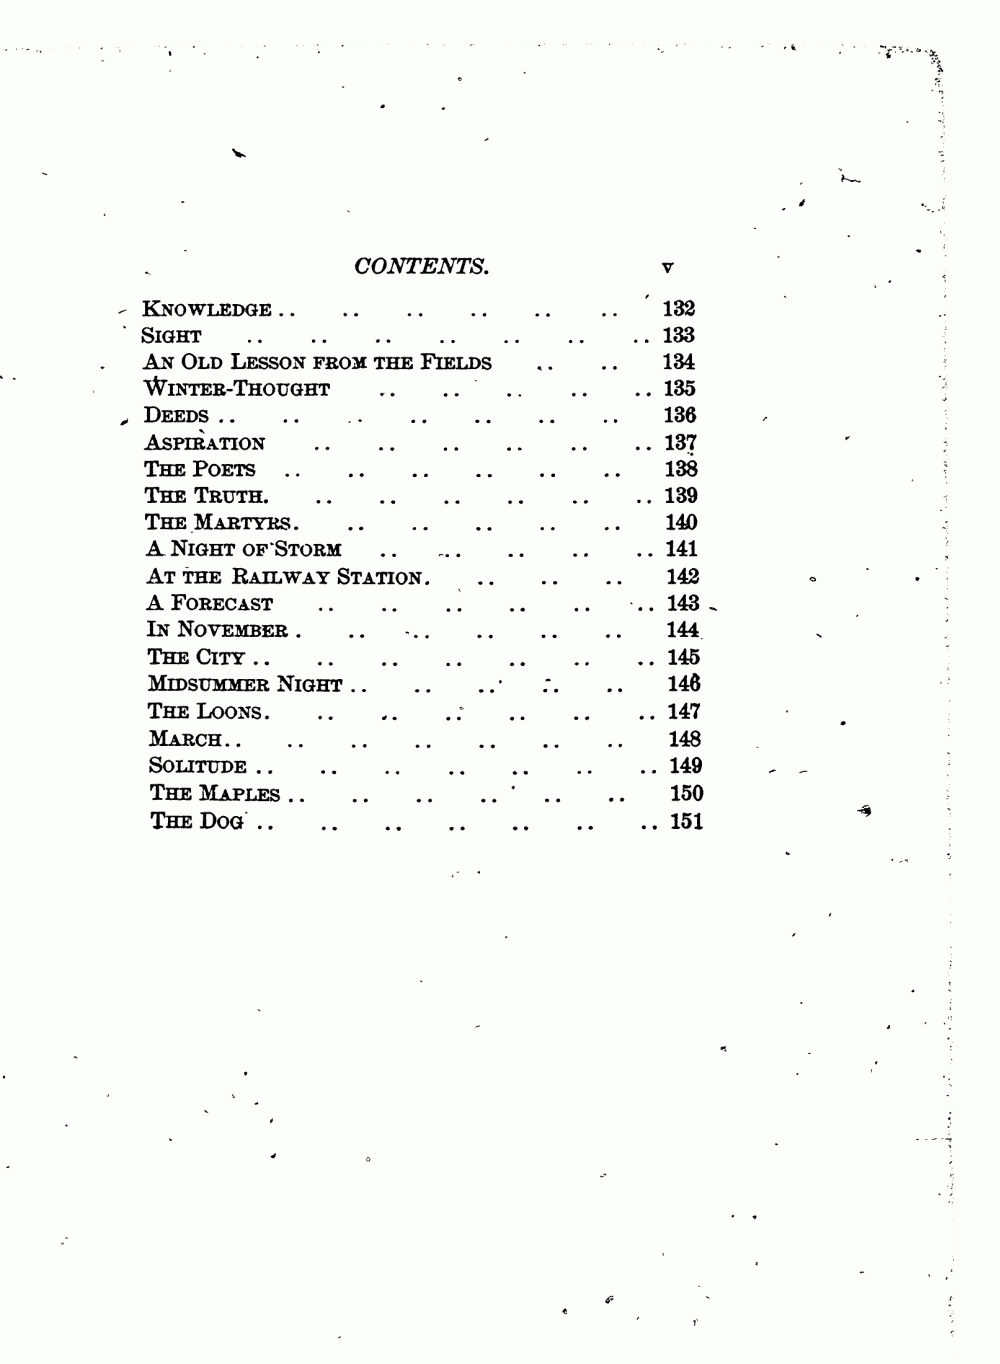 CONTENTS. v
KNOWLEDGE .. .. .. .. .. .. 132
SIGHT .. .. .. .. .. .. .. 133
AN OLD LESSON FROM THE FIELDS .. .. 134
WINTER-THOUGHT .. .. .. .. .. 135
DEEDS .. .. .. .. .. .. .. 136
ASPIRATION .. .. .. .. .. .. 137
THE POETS .. .. .. .. .. .. 138
THE TRUTH. .. .. .. .. .. .. 139
THE MARTYRS. .. .. .. .. .. 140
A NIGHT OF STORM .. .. .. .. .. 141
AT THE RAILWAY STATION. .. .. .. 142
A FORECAST .. .. .. .. .. .. 143
IN NOVEMBER . .. .. .. .. .. 144
THE CITY .. .. .. .. .. .. .. 145
MIDSUMMER NIGHT .. .. .. .. .. 146
THE LOONS. .. .. .. .. .. .. 147
MARCH.. .. .. .. .. .. .. 148
SOLITUDE .. .. .. .. .. .. .. 149
THE MAPLES .. .. .. .. .. .. 150
THE DOG .. .. .. .. .. .. .. 151